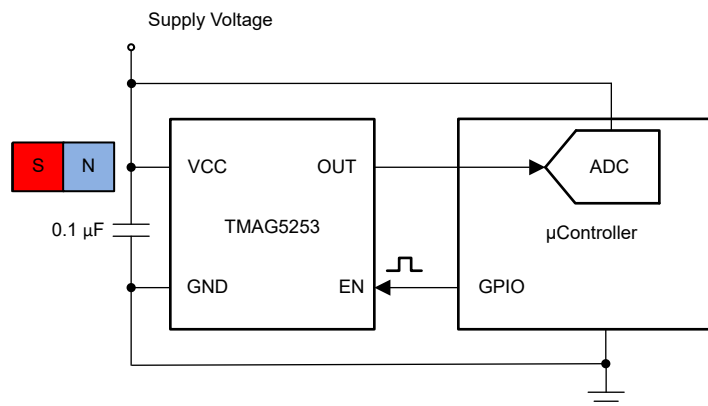 Supply Voltage
S
N
VCC
OUT
ADC
0.1 µF
TMAG5253
µController
GND
EN
GPIO